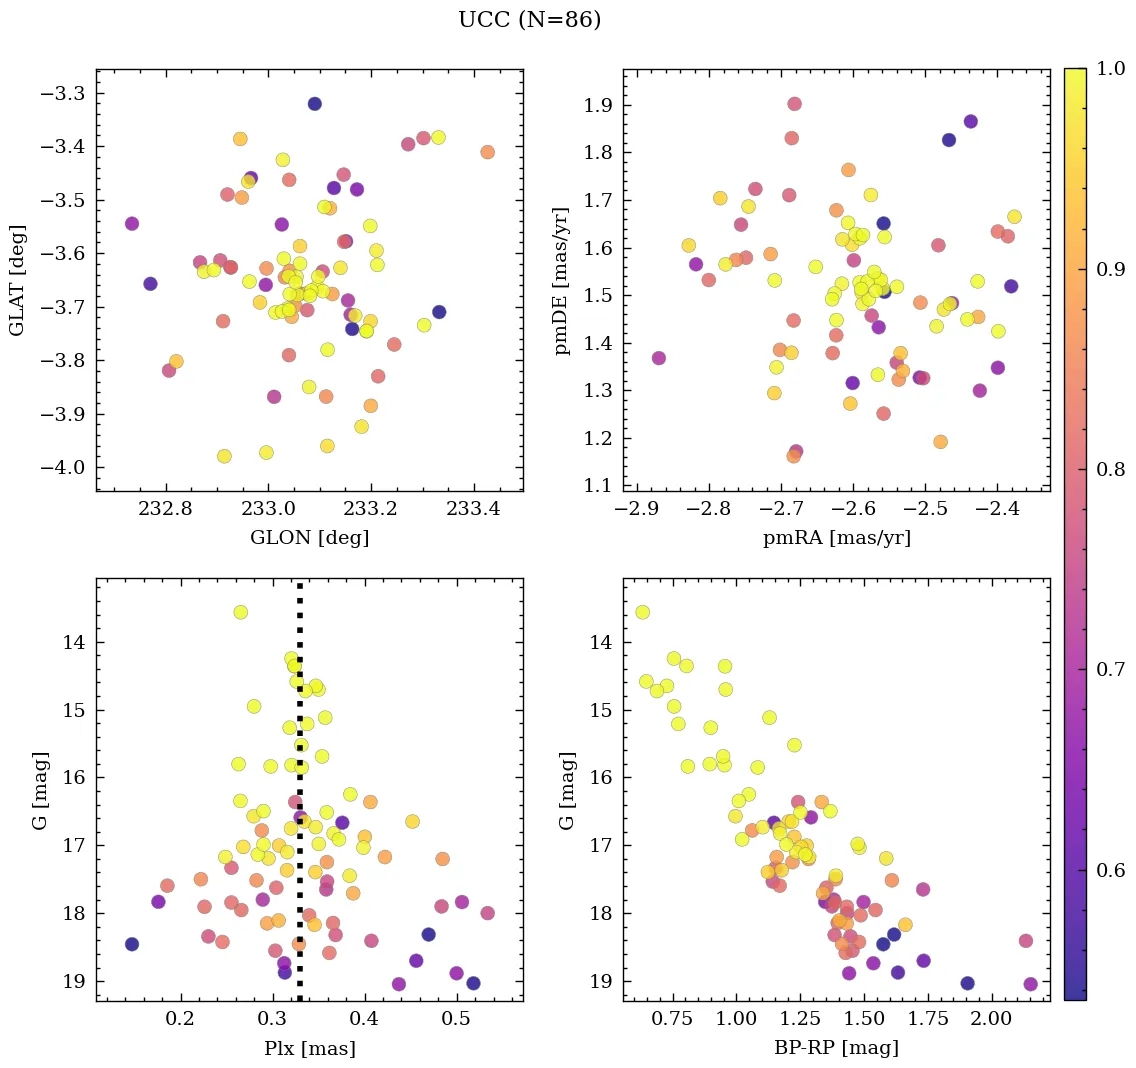 UCC (N=86)
−3.3
−3.4
−3.5
−3.6
−3.7
−3.8
−3.9
−4.0
GLAT [deg]
232.8 233.0 233.2 233.4
GLON [deg]
1.9
1.8
1.7
1.6
1.5
1.4
1.3
1.2
1.1
pmDE [mas/yr]
−2.9 −2.8 −2.7 −2.6 −2.5 −2.4
pmRA [mas/yr]
1.0
0.9
0.8
0.7
0.6
14
15
16
17
18
19
G [mag]
0.2 0.3 0.4 0.5
Plx [mas]
14
15
16
17
18
19
G [mag]
0.75 1.00 1.25 1.50 1.75 2.00
BP-RP [mag]